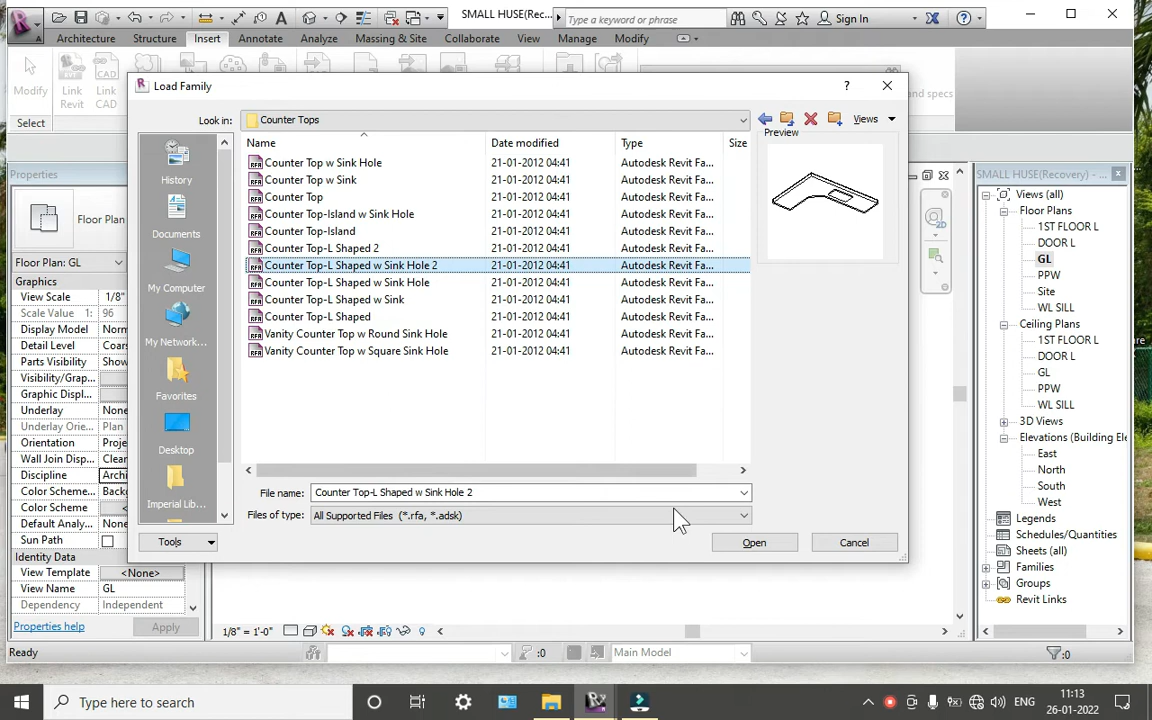 SMALL HUSE(Recov...
Type a keyword or phrase
Sign In
Architecture
Structure
Insert
Annotate
Analyze
Massing & Site
Collaborate
View
Manage
Modify
Modify
Link
Revit
Link
CAD
and specs
Select
Load Family
Look in:
Counter Tops
Views
Preview
Name
Date modified
Type
Size
Counter Top w Sink Hole
21-01-2012 04:41
Autodesk Revit Fa...
Counter Top w Sink
21-01-2012 04:41
Autodesk Revit Fa...
Counter Top
21-01-2012 04:41
Autodesk Revit Fa...
Counter Top-Island w Sink Hole
21-01-2012 04:41
Autodesk Revit Fa...
Counter Top-Island
21-01-2012 04:41
Autodesk Revit Fa...
Counter Top-L Shaped 2
21-01-2012 04:41
Autodesk Revit Fa...
Counter Top-L Shaped w Sink Hole 2
21-01-2012 04:41
Autodesk Revit Fa...
Counter Top-L Shaped w Sink Hole
21-01-2012 04:41
Autodesk Revit Fa...
Counter Top-L Shaped w Sink
21-01-2012 04:41
Autodesk Revit Fa...
Counter Top-L Shaped
21-01-2012 04:41
Autodesk Revit Fa...
Vanity Counter Top w Round Sink Hole
21-01-2012 04:41
Autodesk Revit Fa...
Vanity Counter Top w Square Sink Hole
21-01-2012 04:41
Autodesk Revit Fa...
History
Documents
My Computer
My Network...
Favorites
Desktop
Imperial Lib...
File name:
Counter Top-L Shaped w Sink Hole 2
Files of type:
All Supported Files (*.rfa, *.adsk)
Tools
Open
Cancel
Properties
Floor Plan
Floor Plan: GL
Graphics
View Scale
1/8"
Scale Value 1:
96
Display Model
Norm
Detail Level
Coars
Parts Visibility
Show
Visibility/Grap...
Graphic Displ...
Underlay
None
Underlay Orie...
Plan
Orientation
Proje
Wall Join Disp...
Clear
Discipline
Archi
Color Scheme...
Backg
Color Scheme
Default Analy...
None
Sun Path
Identity Data
View Template
<None>
View Name
GL
Dependency
Independent
Properties help
Apply
SMALL HUSE(Recovery) - ...
Views (all)
Floor Plans
1ST FLOOR L
DOOR L
GL
PPW
Site
WL SILL
Ceiling Plans
1ST FLOOR L
DOOR L
GL
PPW
WL SILL
3D Views
Elevations (Building Ele
East
North
South
West
Legends
Schedules/Quantities
Sheets (all)
Families
Groups
Revit Links
1/8" = 1'-0"
Ready
:0
Main Model
:0
Type here to search
ENG
11:13
26-01-2022